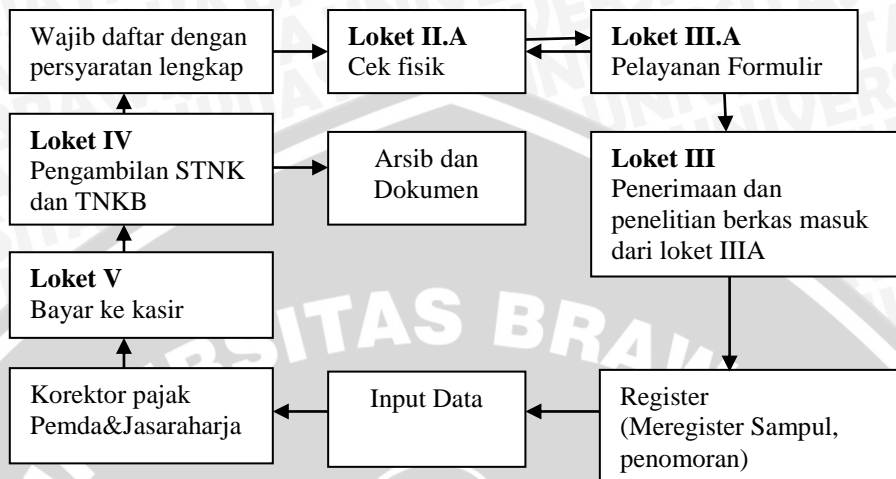 Wajib daftar dengan
persyaratan lengkap
Loket II.A
Cek fisik
Loket III.A
Pelayanan Formulir
Loket IV
Pengambilan STNK
dan TNKB
Arsib dan
Dokumen
Loket III
Penerimaan dan
penelitian berkas masuk
dari loket IIIA
Loket V
Bayar ke kasir
Korektor pajak
Pemda&Jasaraharja
Input Data
Register
(Meregister Sampul,
penomoran)